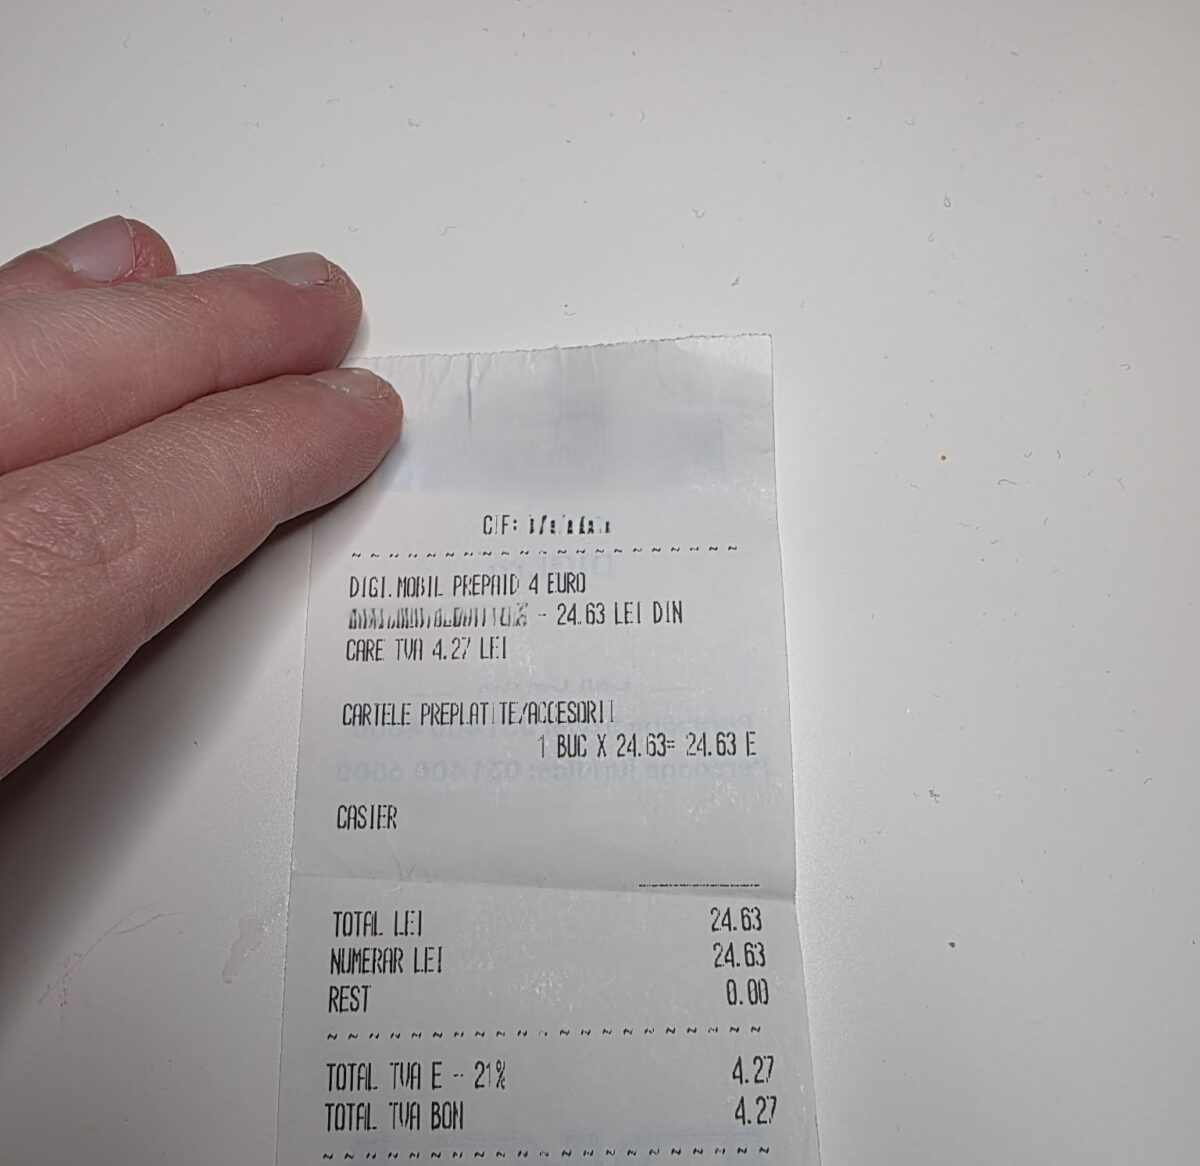 CIF:
~ ~ ~ ~ ~ ~ ~ ~ ~ ~ ~ ~ ~ ~ ~ ~ ~ ~ ~
DIGI.MOBIL PREPAID 4 EURO
- 24.63 LEI DIN
CARE TVA 4.27 LEI
CARTELE PREPLATITE/ACCESORII
1 BUC X 24.63= 24.63 E
CASIER
TOTAL LEI 24.63
NUMERAR LEI 24.63
REST 0.00
~ ~ ~ ~ ~ ~ ~ ~ ~ ~ ~ ~ ~ ~ ~ ~ ~ ~ ~ ~ ~
TOTAL TVA E - 21% 4.27
TOTAL TVA BON 4.27
~ ~ ~ ~ ~ ~ ~ ~ ~ ~ ~ ~ ~ ~ ~ ~ ~ ~ ~ ~ ~